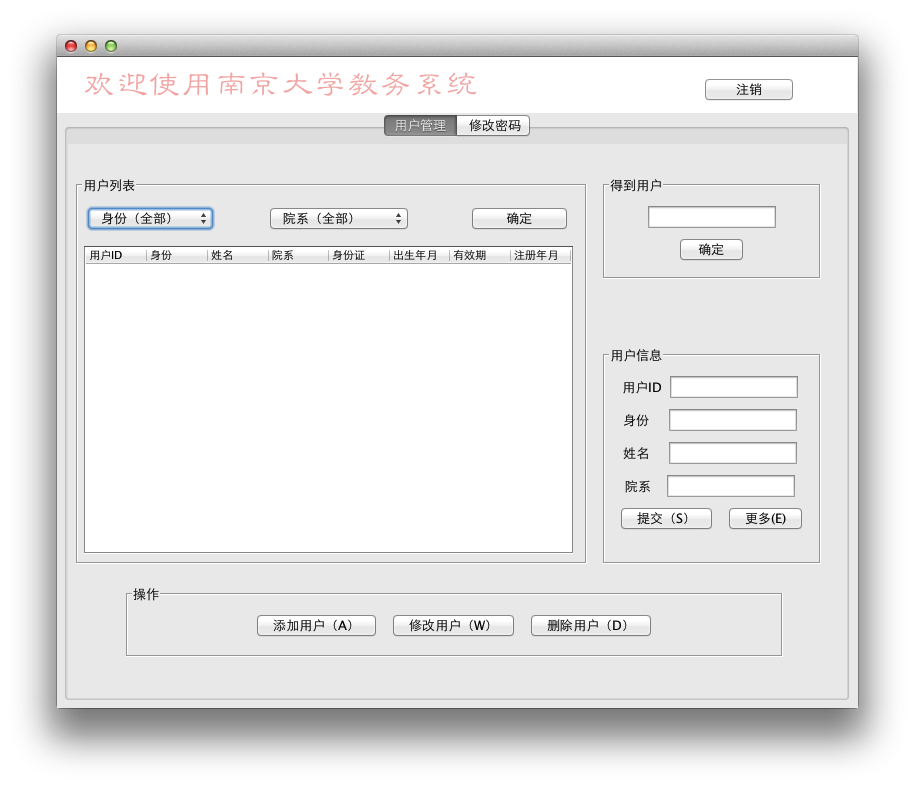 欢迎使用南京大学教务系统
注销
用户管理 修改密码
用户列表
身份（全部） 院系（全部） 确定
用户ID 身份 姓名 院系 身份证 出生年月 有效期 注册年月
得到用户
确定
用户信息
用户ID
身份
姓名
院系
提交（S） 更多(E)
操作
添加用户（A） 修改用户（W） 删除用户（D）